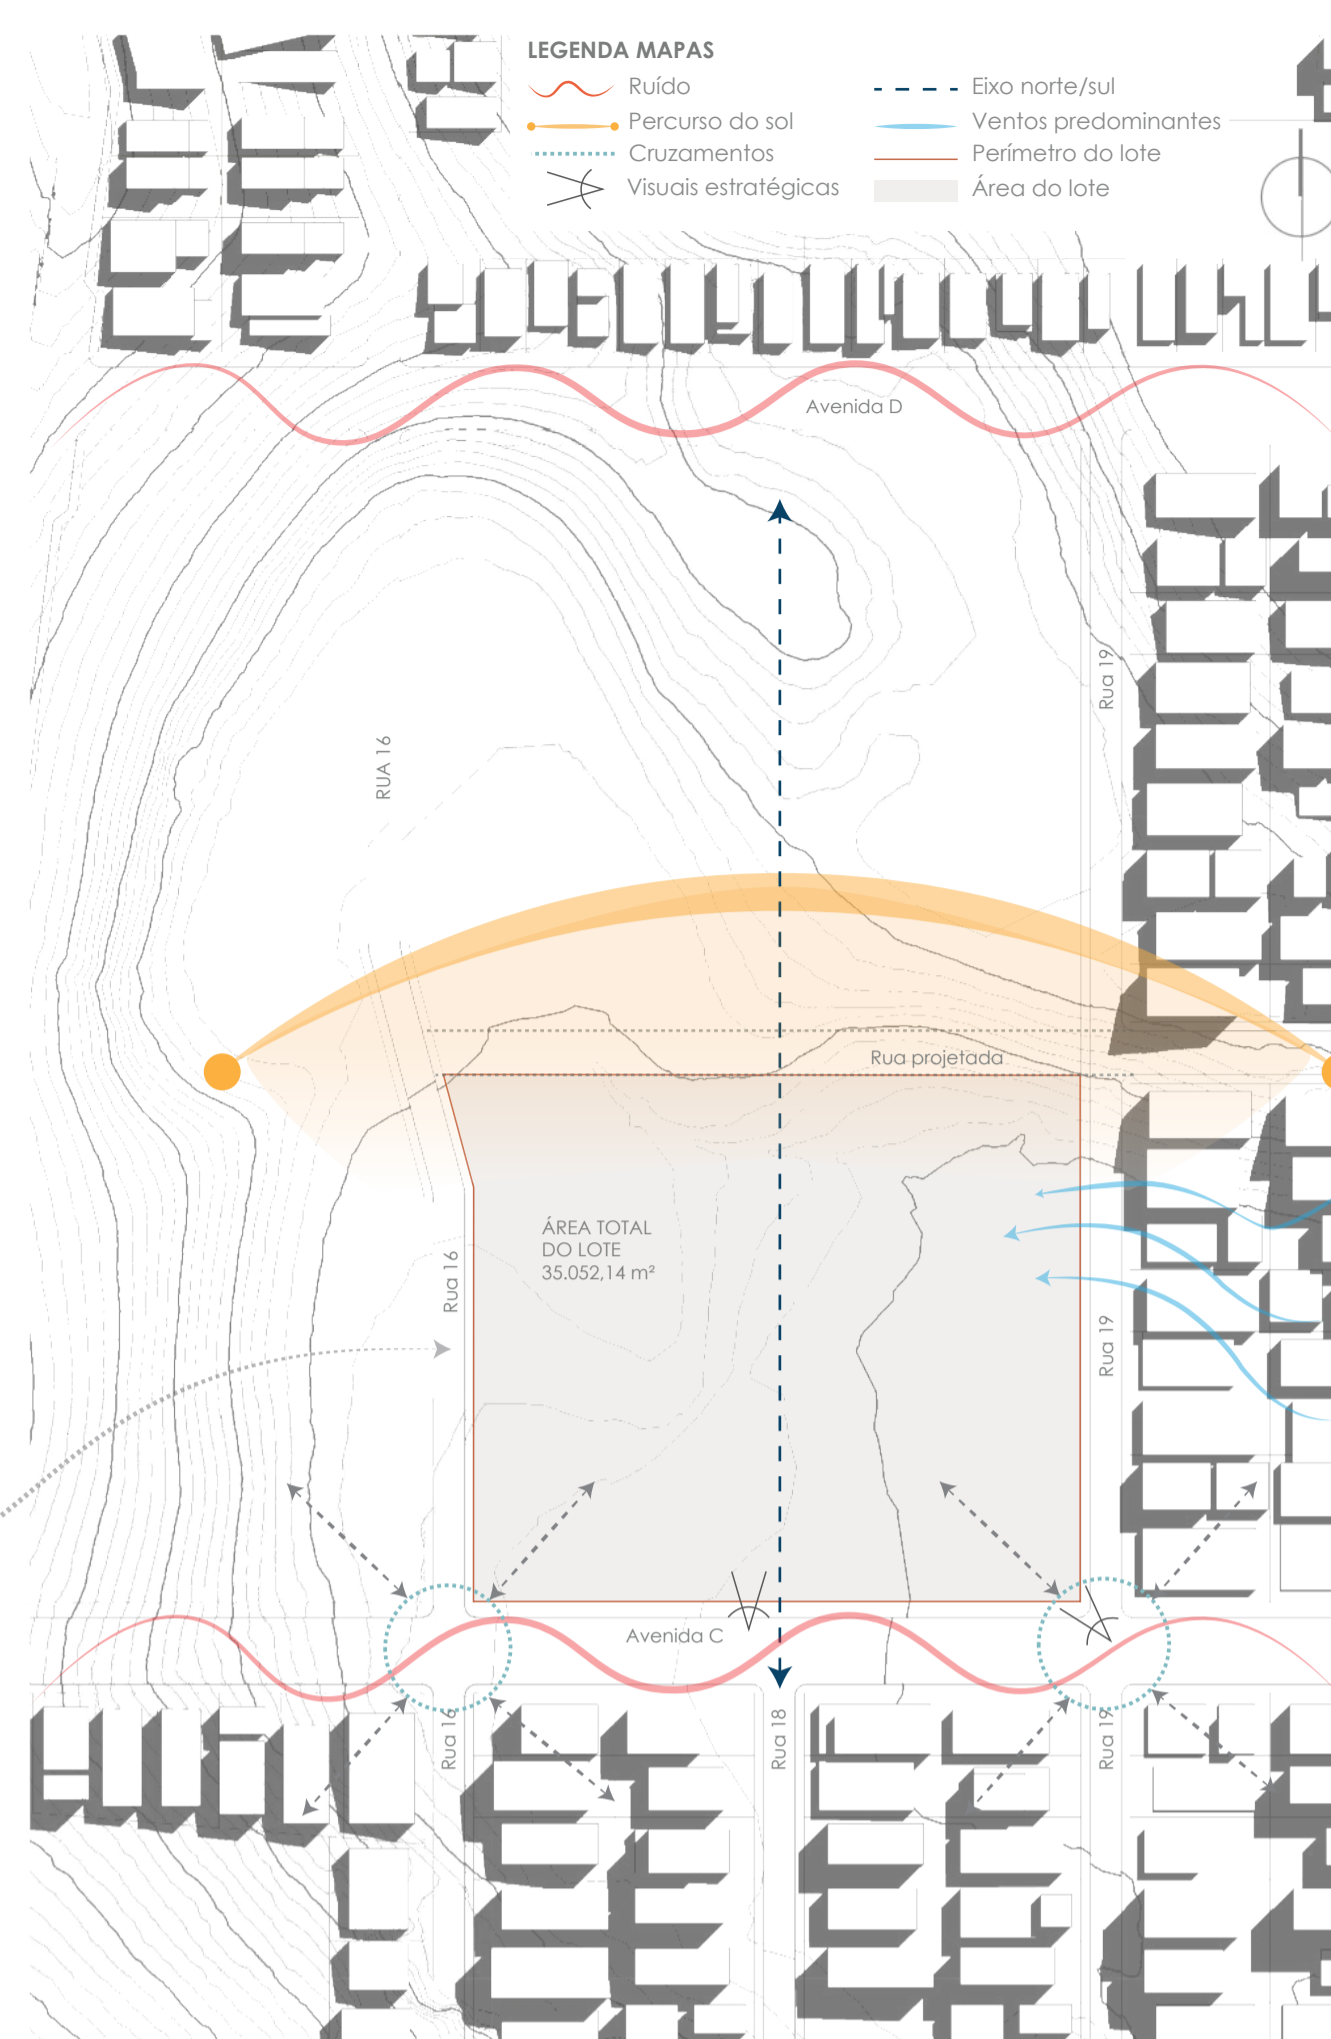 LEGENDA MAPAS
Ruído
Eixo norte/sul
Percurso do sol
Ventos predominantes
Cruzamentos
Perímetro do lote
Visuais estratégicas
Área do lote
Avenida D
Rua 19
RUA 16
Rua projetada
ÁREA TOTAL
DO LOTE
35.052,14 m²
Rua 16
Rua 19
Avenida C
Rua 16
Rua 18
Rua 19